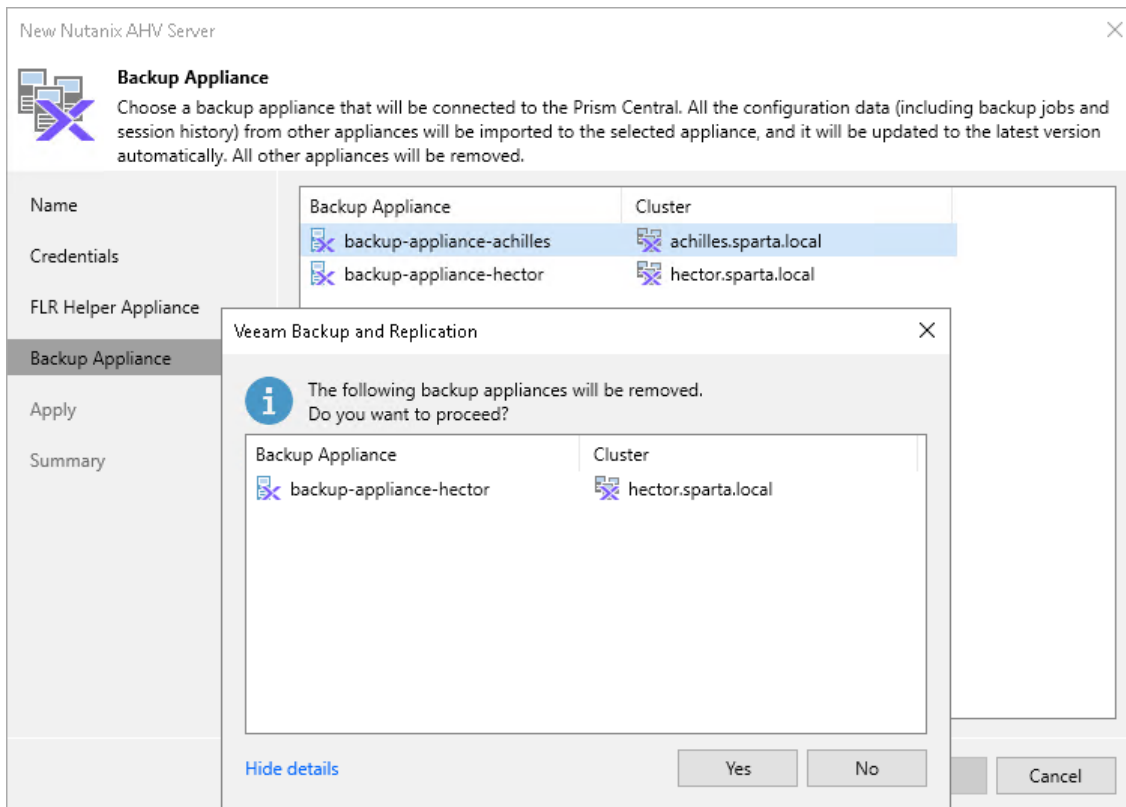 New Nutanix AHV Server
Backup Appliance
Choose a backup appliance that will be connected to the Prism Central. All the configuration data (including backup jobs and
session history) from other appliances will be imported to the selected appliance, and it will be updated to the latest version
automatically. All other appliances will be removed.
Name
Credentials
FLR Helper Appliance
Backup Appliance
Apply
Summary
Backup Appliance Cluster
backup-appliance-achilles achilles.sparta.local
backup-appliance-hector hector.sparta.local
Veeam Backup and Replication
The following backup appliances will be removed.
Do you want to proceed?
Backup Appliance Cluster
backup-appliance-hector hector.sparta.local
Hide details Yes No
Cancel